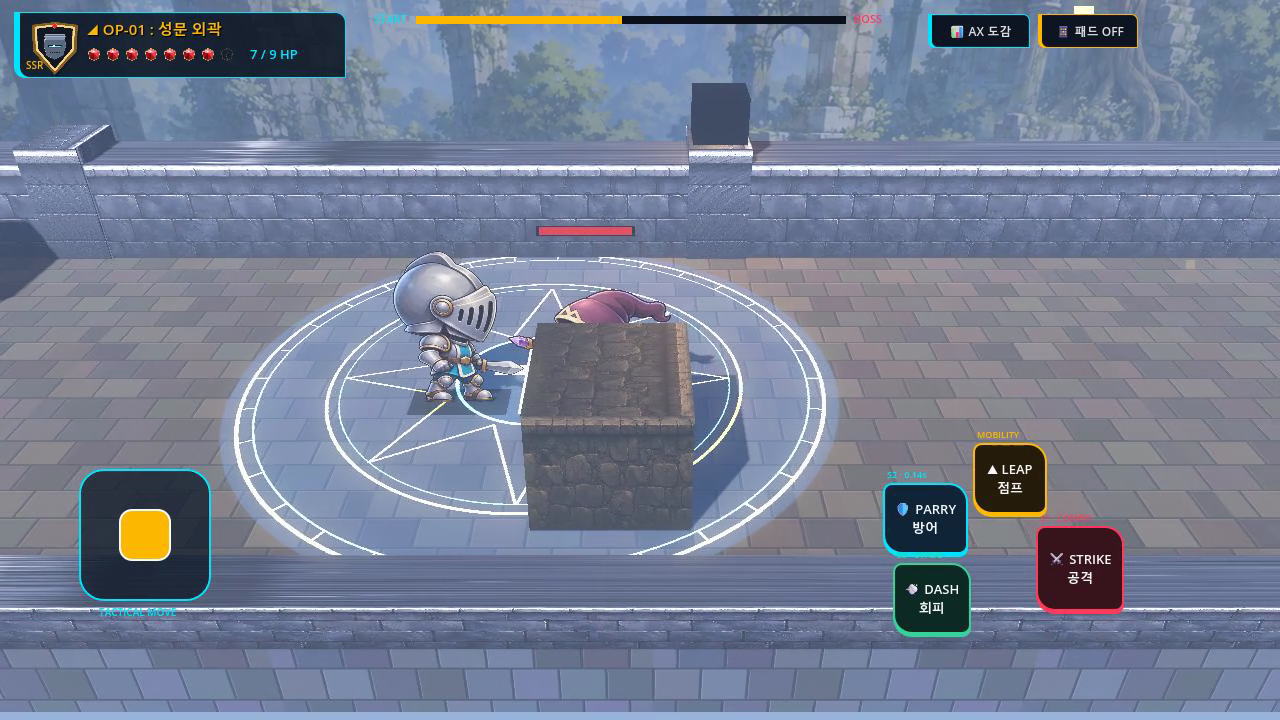 OP-01 : 성문 외곽
SSR
7 / 9 HP
START
BOSS
AX 도감
패드 OFF
MOBILITY
▲ LEAP
점프
PARRY
방어
STRIKE
공격
DASH
회피
TACTICAL MOVE